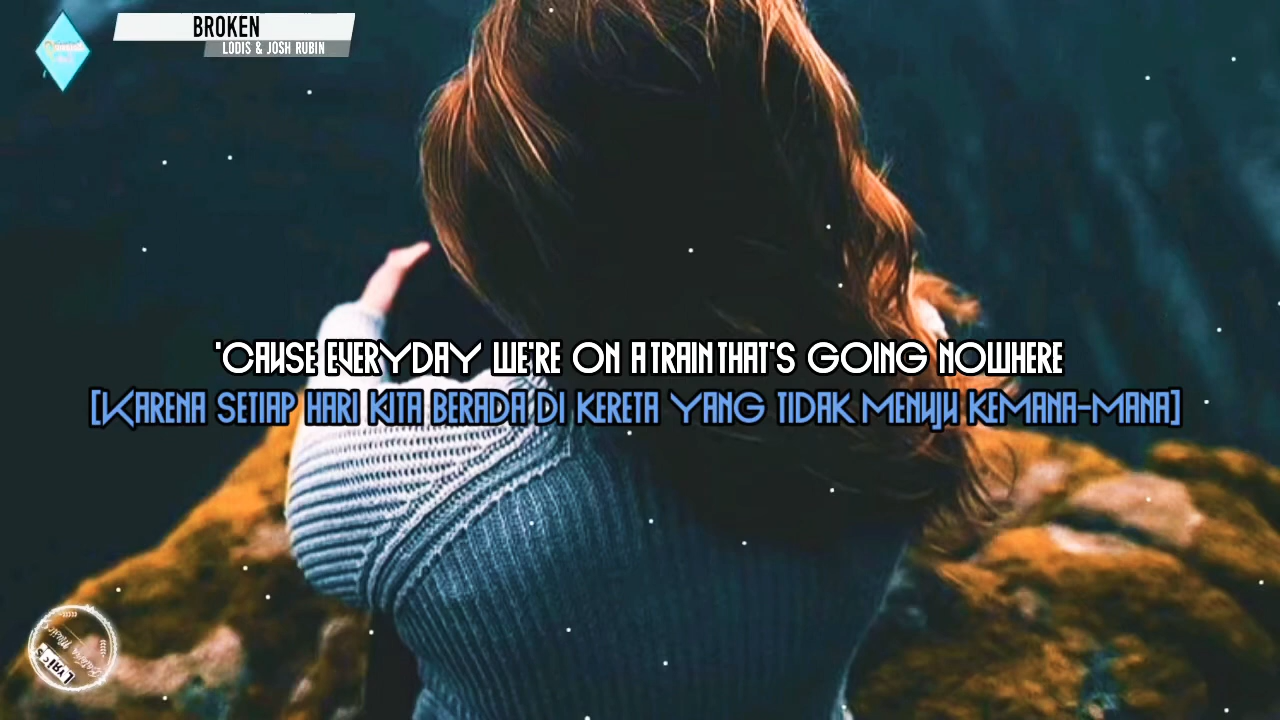 BROKEN
LODIS & JOSH RUBIN
'CAUSE EVERYDAY WE'RE ON A TRAIN THAT'S GOING NOWHERE
[KARENA SETIAP HARI KITA BERADA DI KERETA YANG TIDAK MENUJU KEMANA-MANA]
Lyric's